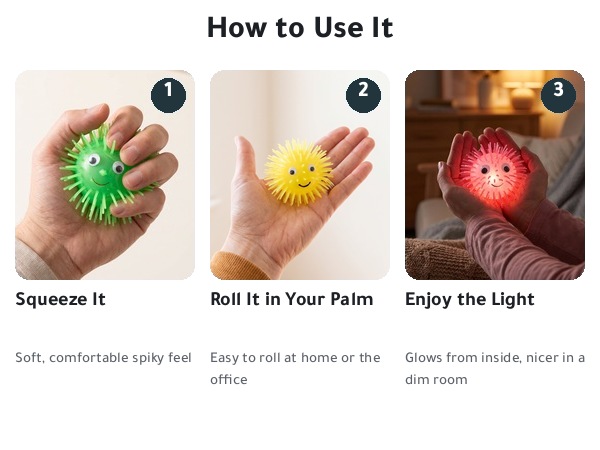 How to Use It
1
2
3
Squeeze It
Roll It in Your Palm
Enjoy the Light
Soft, comfortable spiky feel
Easy to roll at home or the
office
Glows from inside, nicer in a
dim room